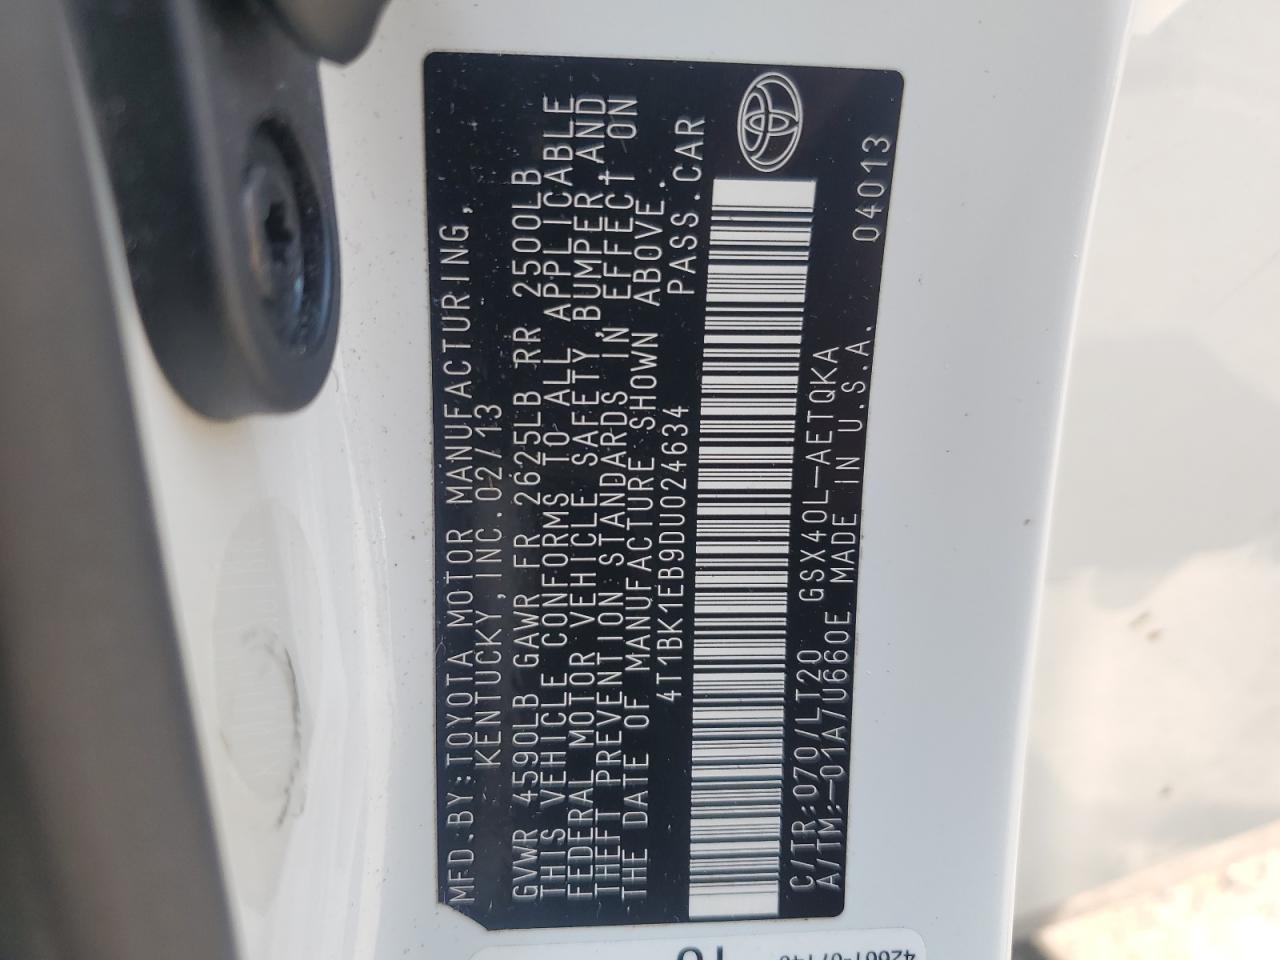 MFD.BY:TOYOTA MOTOR MANUFACTURING,
KENTUCKY,INC.02/13
GVWR 4590LB GAWR FR 2625LB RR 2500LB
THIS VEHICLE CONFORMS TO ALL APPLICABLE
FEDERAL MOTOR VEHICLE SAFETY,BUMPER,AND
THEFT PREVENTION STANDARDS IN EFFECT ON
THE DATE OF MANUFACTURE SHOWN ABOVE.
4T1BK1EB9DU024634 PASS.CAR
C/TR:070/LT20 GSX40L-AETQKA
A/TM:-01A/U660E MADE IN U.S.A. 04013